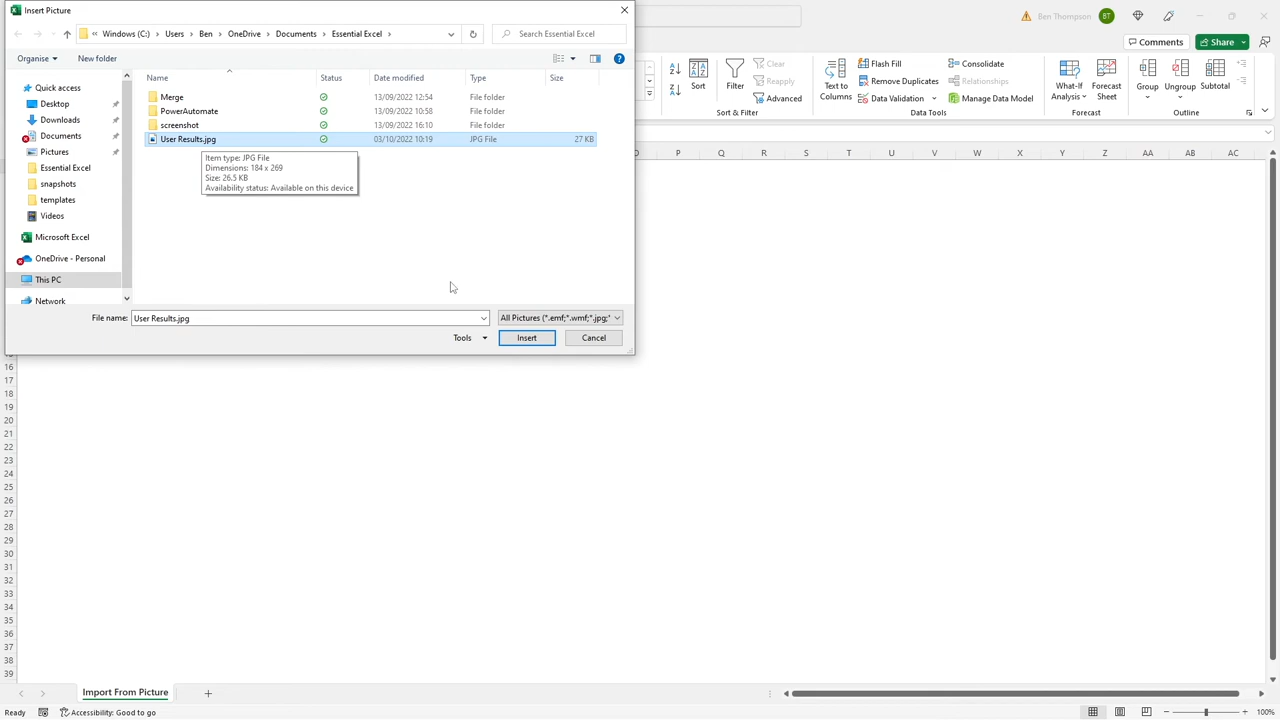 Insert Picture
Ben Thompson BT
« Windows (C:) › Users › Ben › OneDrive › Documents › Essential Excel ›
Search Essential Excel
Comments Share
Organise New folder
Name Status Date modified Type Size
Quick access
Desktop
Downloads
Documents
Pictures
Essential Excel
snapshots
templates
Videos
Microsoft Excel
OneDrive - Personal
This PC
Network
Merge 13/09/2022 12:54 File folder
PowerAutomate 13/09/2022 10:58 File folder
screenshot 13/09/2022 16:10 File folder
User Results.jpg 03/10/2022 10:19 JPG File 27 KB
Item type: JPG File
Dimensions: 184 x 269
Size: 26.5 KB
Availability status: Available on this device
File name: User Results.jpg All Pictures (*.emf;*.wmf;*.jpg;*
Tools Insert Cancel
Sort
Filter
Clear
Reapply
Advanced
Sort & Filter
Text to
Columns
Flash Fill
Remove Duplicates
Data Validation
Consolidate
Relationships
Manage Data Model
Data Tools
What-If
Analysis
Forecast
Sheet
Forecast
Group
Ungroup
Subtotal
Outline
P Q R S T U V W X Y Z AA AB AC
16
17
18
19
20
21
22
23
24
25
26
27
28
29
30
31
32
33
34
35
36
37
38
39
Import From Picture
Ready Accessibility: Good to go 100%